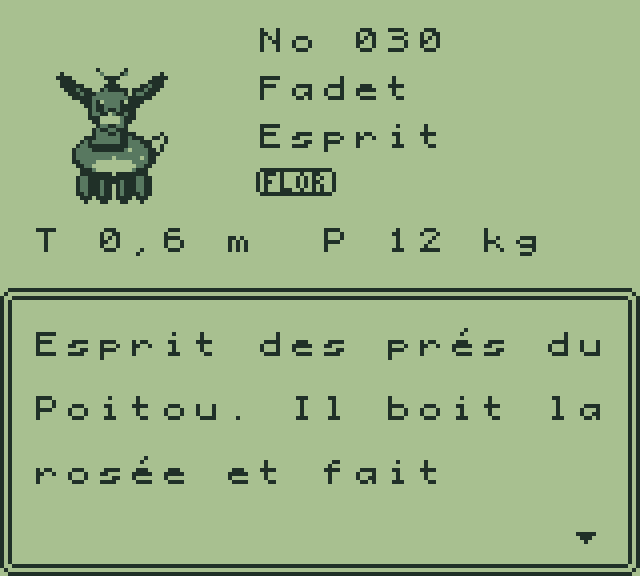 No 030
Fadet
Esprit
FLOR
T 0,6 m P 12 kg
Esprit des prés du
Poitou. Il boit la
rosée et fait